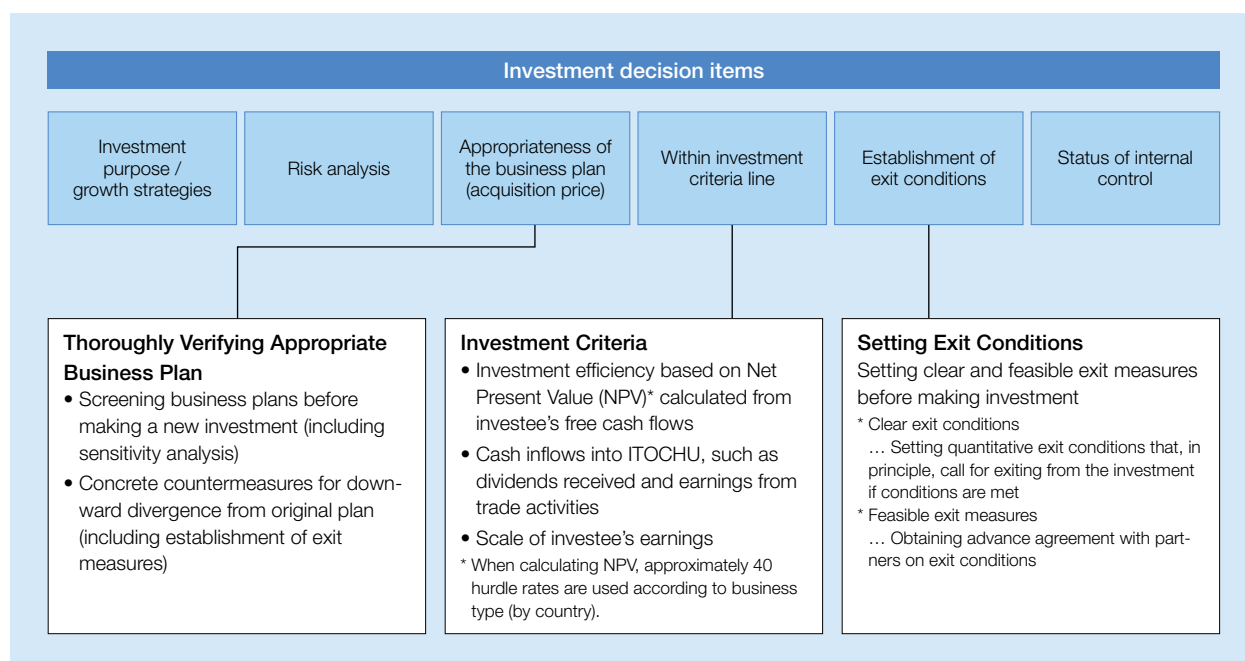 Investment decision items
Investment
purpose /
growth strategies
Risk analysis
Appropriateness of
the business plan
(acquisition price)
Within investment
criteria line
Establishment of
exit conditions
Status of internal
control
Thoroughly Verifying Appropriate
Business Plan
• Screening business plans before
making a new investment (including
sensitivity analysis)
• Concrete countermeasures for down-
ward divergence from original plan
(including establishment of exit
measures)
Investment Criteria
• Investment efficiency based on Net
Present Value (NPV)* calculated from
investee's free cash flows
• Cash inflows into ITOCHU, such as
dividends received and earnings from
trade activities
• Scale of investee's earnings
* When calculating NPV, approximately 40
hurdle rates are used according to business
type (by country).
Setting Exit Conditions
Setting clear and feasible exit measures
before making investment
* Clear exit conditions
… Setting quantitative exit conditions that, in
principle, call for exiting from the investment
if conditions are met
* Feasible exit measures
… Obtaining advance agreement with part-
ners on exit conditions